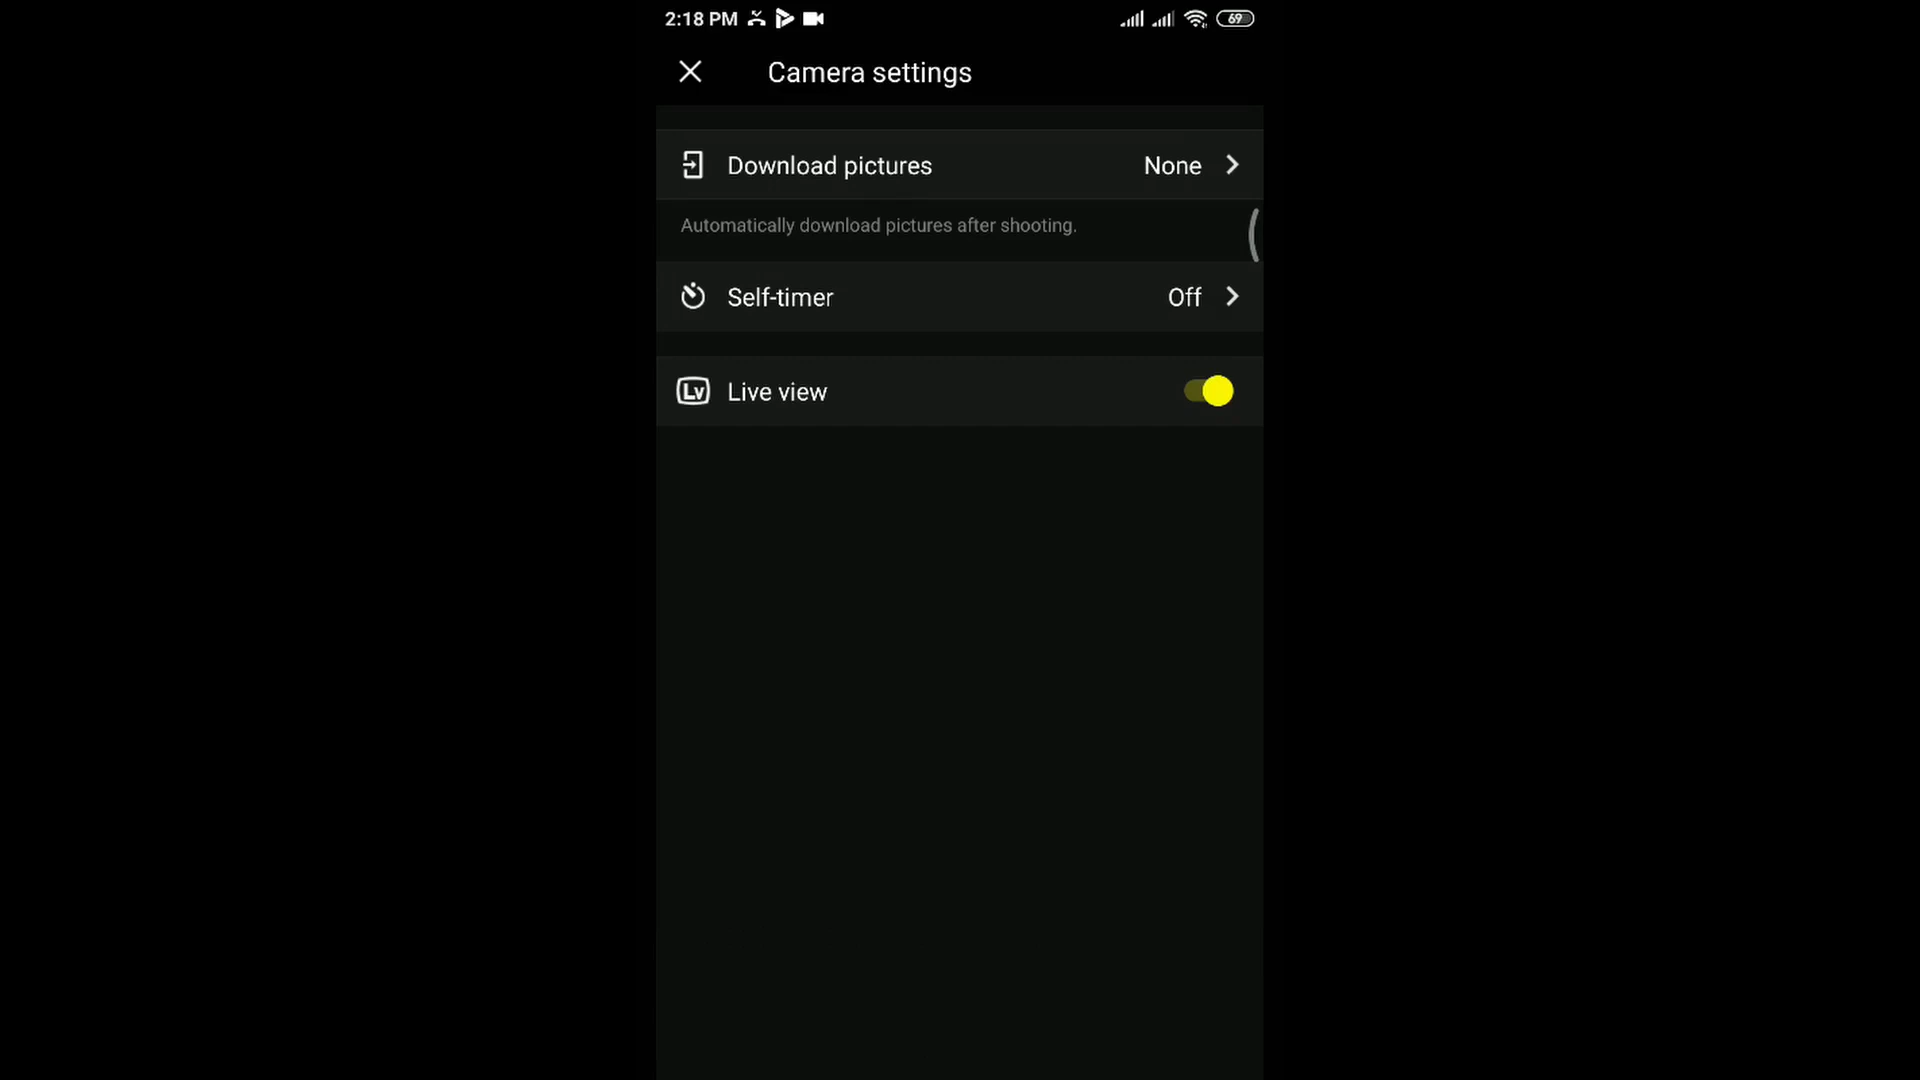 2:18 PM
69
Camera settings
Download pictures
None
Automatically download pictures after shooting.
Self-timer
Off
Lv
Live view